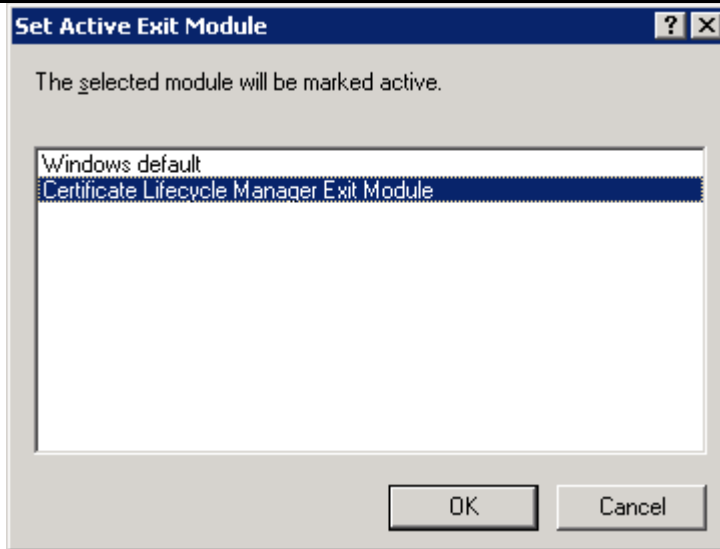 Set Active Exit Module
The selected module will be marked active.
Windows default
Certificate Lifecycle Manager Exit Module
OK
Cancel